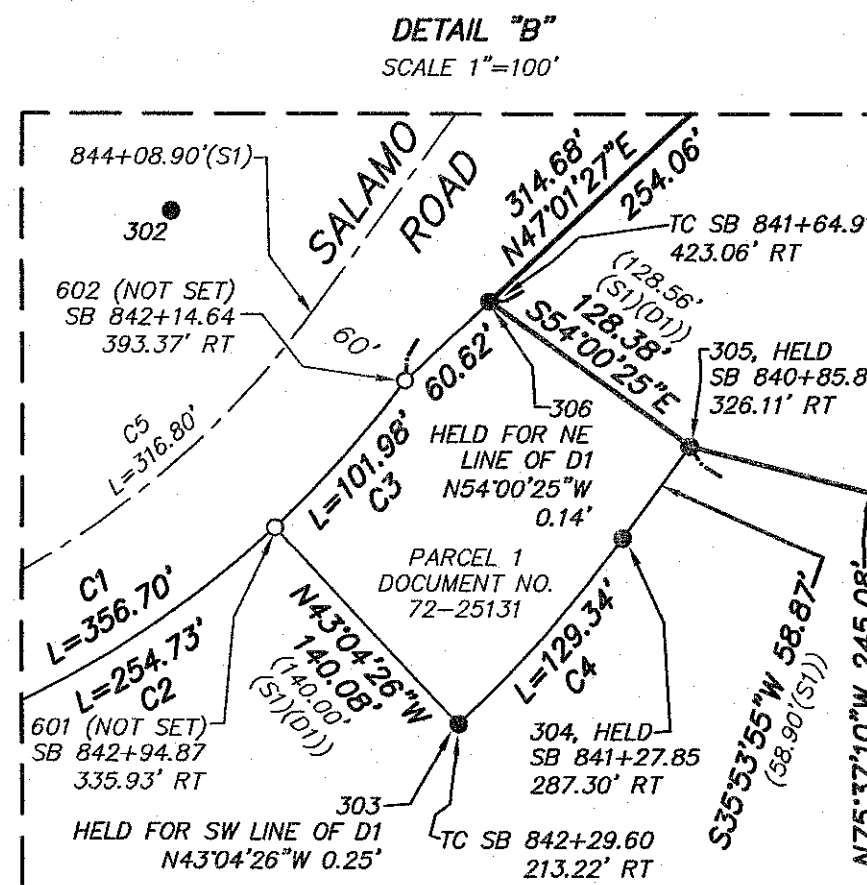 DETAIL "B"
SCALE 1"=100'
844+08.90'(S1)
302
SALAMO
ROAD
314.68'
N47°01'27"E
254.06'
TC SB 841+64.9
423.06' RT
602 (NOT SET)
SB 842+14.64
393.37' RT
60'
(128.56'
(S1)(D1))
128.38'
S54°00'25"E
305, HELD
SB 840+85.8
326.11' RT
60.62'
306
HELD FOR NE
LINE OF D1
N54°00'25"W
0.14'
C5
L=316.80'
L=101.98'
C3
PARCEL 1
DOCUMENT NO.
72-25131
C1
L=356.70'
L=254.73'
C2
N43°04'26"W
140.08'
(140.00'
(S1)(D1))
L=129.34'
C4
S35°53'55"W 58.87'
(58.90'(S1))
N75°37'10"W 245.08'
601 (NOT SET)
SB 842+94.87
335.93' RT
304, HELD
SB 841+27.85
287.30' RT
303
HELD FOR SW LINE OF D1
N43°04'26"W 0.25'
TC SB 842+29.60
213.22' RT